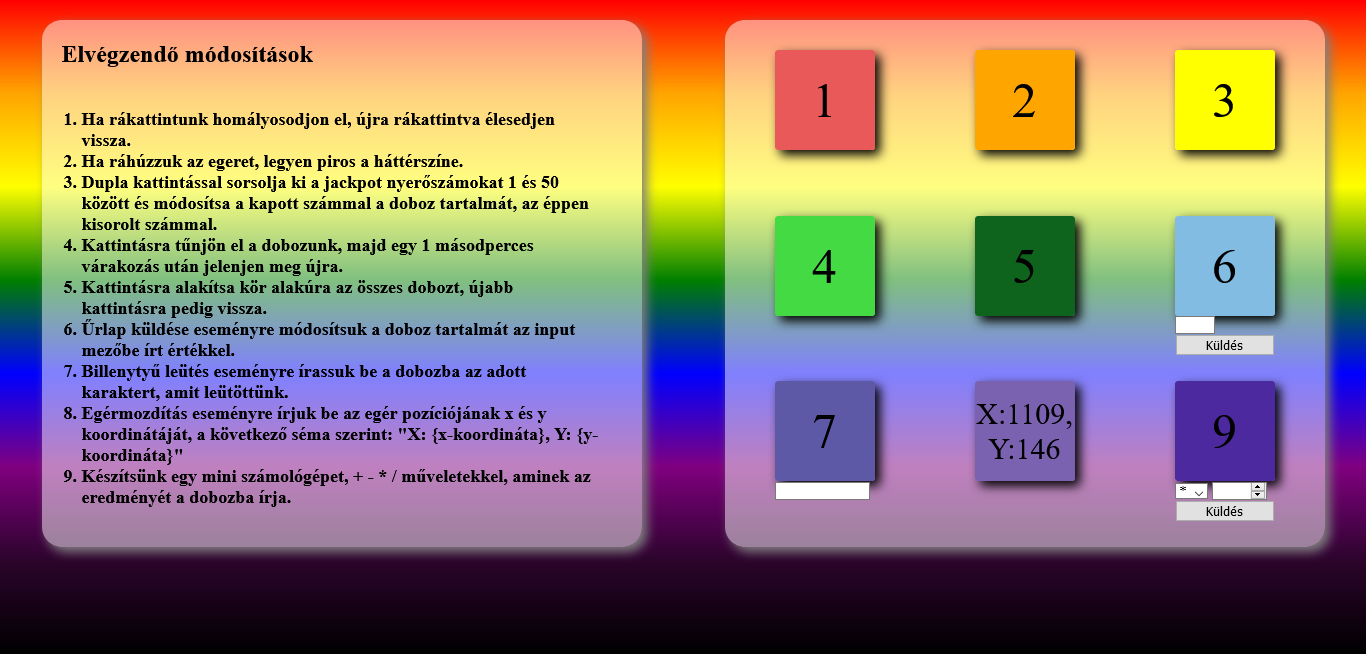 Elvégzendő módosítások
1. Ha rákattintunk homályosodjon el, újra rákattintva élesedjen
vissza.
2. Ha ráhúzzuk az egeret, legyen piros a háttérszíne.
3. Dupla kattintással sorsolja ki a jackpot nyerőszámokat 1 és 50
között és módosítsa a kapott számmal a doboz tartalmát, az éppen
kisorolt számmal.
4. Kattintásra tűnjön el a dobozunk, majd egy 1 másodperces
várakozás után jelenjen meg újra.
5. Kattintásra alakítsa kör alakúra az összes dobozt, újabb
kattintásra pedig vissza.
6. Űrlap küldése eseményre módosítsuk a doboz tartalmát az input
mezőbe írt értékkel.
7. Billenytyű leütés eseményre írassuk be a dobozba az adott
karaktert, amit leütöttünk.
8. Egérmozdítás eseményre írjuk be az egér pozíciójának x és y
koordinátáját, a következő séma szerint: "X: {x-koordináta}, Y: {y-
koordináta}"
9. Készítsünk egy mini számológépet, + - * / műveletekkel, aminek az
eredményét a dobozba írja.
1
2
3
4
5
6
Küldés
7
X:1109,
Y:146
9
*
Küldés